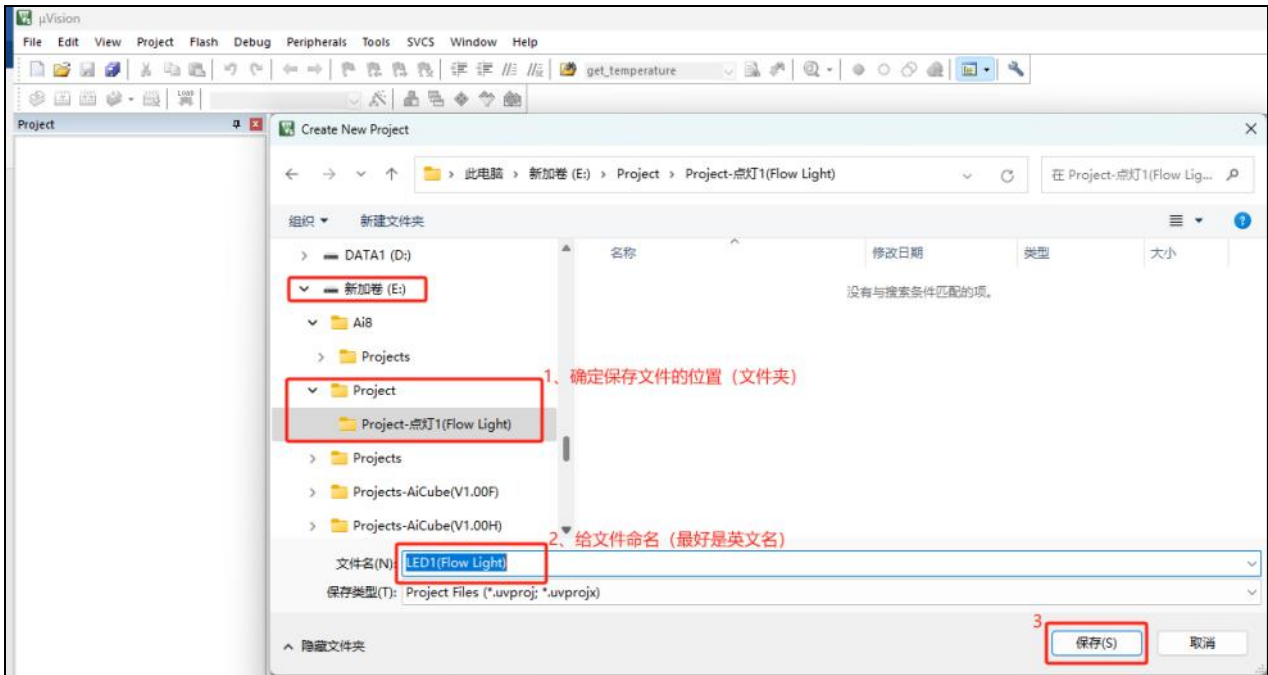 μVision
File Edit View Project Flash Debug Peripherals Tools SVCS Window Help
get_temperature
LOAD
Project
Create New Project
此电脑 > 新加卷 (E:) > Project > Project-点灯1(Flow Light)
在 Project-点灯1(Flow Lig...
组织 新建文件夹
名称 修改日期 类型 大小
DATA1 (D:)
新加卷 (E:)
没有与搜索条件匹配的项。
Ai8
Projects
1、确定保存文件的位置（文件夹）
Project
Project-点灯1(Flow Light)
Projects
Projects-AiCube(V1.00F)
Projects-AiCube(V1.00H)
2、给文件命名（最好是英文名）
文件名(N): LED1(Flow Light)
保存类型(T): Project Files (*.uvproj; *.uvprojx)
3
隐藏文件夹 保存(S) 取消